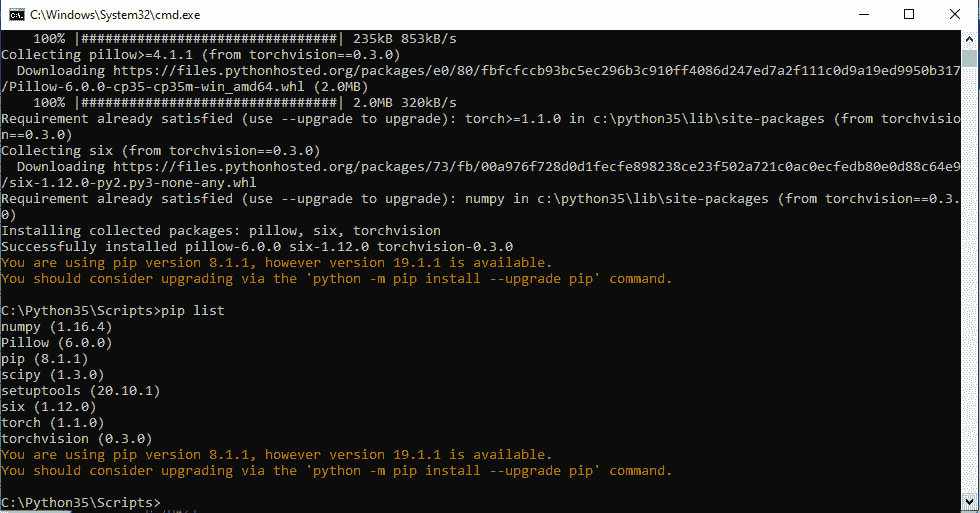 C:\Windows\System32\cmd.exe
100% |################################| 235kB 853kB/s
Collecting pillow>=4.1.1 (from torchvision==0.3.0)
Downloading https://files.pythonhosted.org/packages/e0/80/fbfcfccb93bc5ec296b3c910ff4086d247ed7a2f111c0d9a19ed9950b317
/Pillow-6.0.0-cp35-cp35m-win_amd64.whl (2.0MB)
100% |################################| 2.0MB 320kB/s
Requirement already satisfied (use --upgrade to upgrade): torch>=1.1.0 in c:\python35\lib\site-packages (from torchvisio
n==0.3.0)
Collecting six (from torchvision==0.3.0)
Downloading https://files.pythonhosted.org/packages/73/fb/00a976f728d0d1fecfe898238ce23f502a721c0ac0ecfedb80e0d88c64e9
/six-1.12.0-py2.py3-none-any.whl
Requirement already satisfied (use --upgrade to upgrade): numpy in c:\python35\lib\site-packages (from torchvision==0.3.
0)
Installing collected packages: pillow, six, torchvision
Successfully installed pillow-6.0.0 six-1.12.0 torchvision-0.3.0
You are using pip version 8.1.1, however version 19.1.1 is available.
You should consider upgrading via the 'python -m pip install --upgrade pip' command.
C:\Python35\Scripts>pip list
numpy (1.16.4)
Pillow (6.0.0)
pip (8.1.1)
scipy (1.3.0)
setuptools (20.10.1)
six (1.12.0)
torch (1.1.0)
torchvision (0.3.0)
You are using pip version 8.1.1, however version 19.1.1 is available.
You should consider upgrading via the 'python -m pip install --upgrade pip' command.
C:\Python35\Scripts>